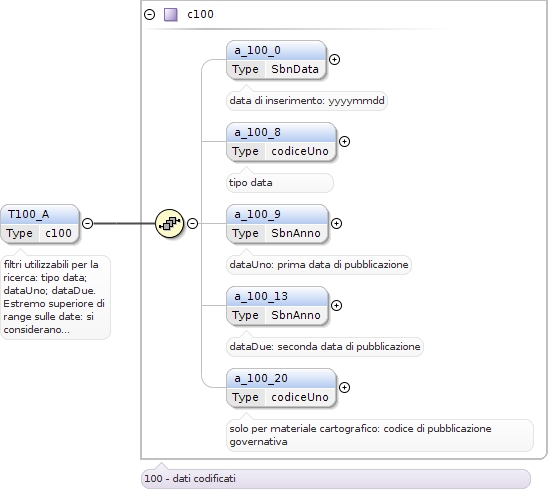 c100
a_100_0
Type SbnData
data di inserimento: yyyymmdd
a_100_8
Type codiceUno
tipo data
T100_A
Type c100
filtri utilizzabili per la
ricerca: tipo data;
dataUno; dataDue.
Estremo superiore di
range sulle date: si
considerano...
a_100_9
Type SbnAnno
dataUno: prima data di pubblicazione
a_100_13
Type SbnAnno
dataDue: seconda data di pubblicazione
a_100_20
Type codiceUno
solo per materiale cartografico: codice di pubblicazione
governativa
100 - dati codificati